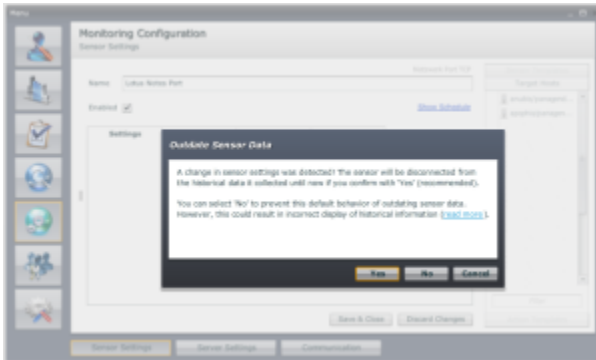 Menu
Monitoring Configuration
Sensor Settings
Name Lotus Notes Port
Enabled
Show Schedule
Settings
Outdate Sensor Data
A change in sensor settings was detected! The sensor will be disconnected from
the historical data it collected until now if you confirm with 'Yes' (recommended).
You can select 'No' to prevent this default behavior of outdating sensor data.
However, this could result in incorrect display of historical information (read more).
Yes No Cancel
Save & Close Discard Changes
Sensor Settings Server Settings Communication